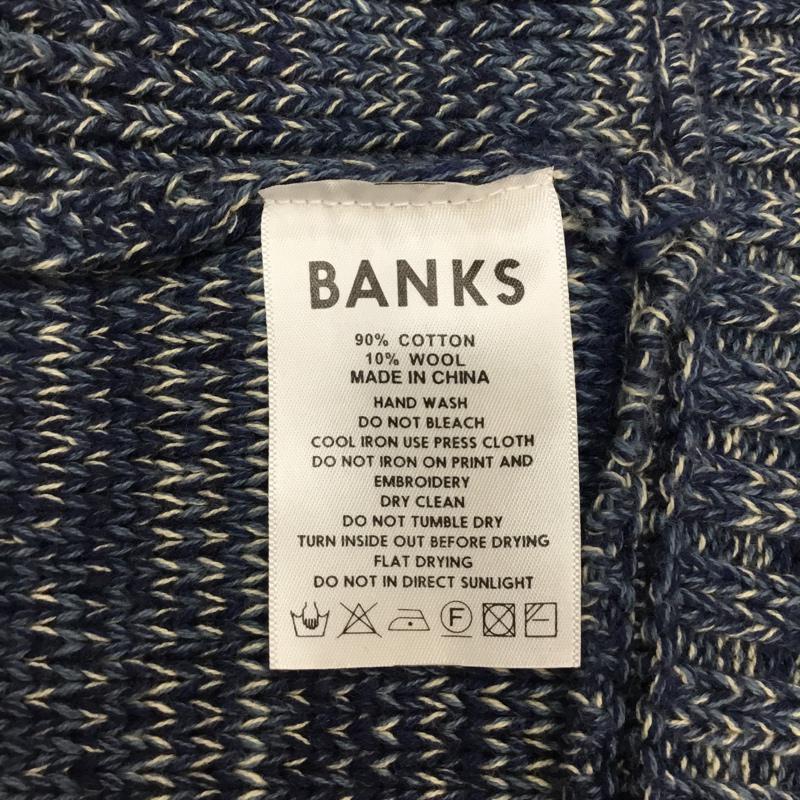 BANKS
90% COTTON
10% WOOL
MADE IN CHINA
HAND WASH
DO NOT BLEACH
COOL IRON USE PRESS CLOTH
DO NOT IRON ON PRINT AND
EMBROIDERY
DRY CLEAN
DO NOT TUMBLE DRY
TURN INSIDE OUT BEFORE DRYING
FLAT DRYING
DO NOT IN DIRECT SUNLIGHT
F